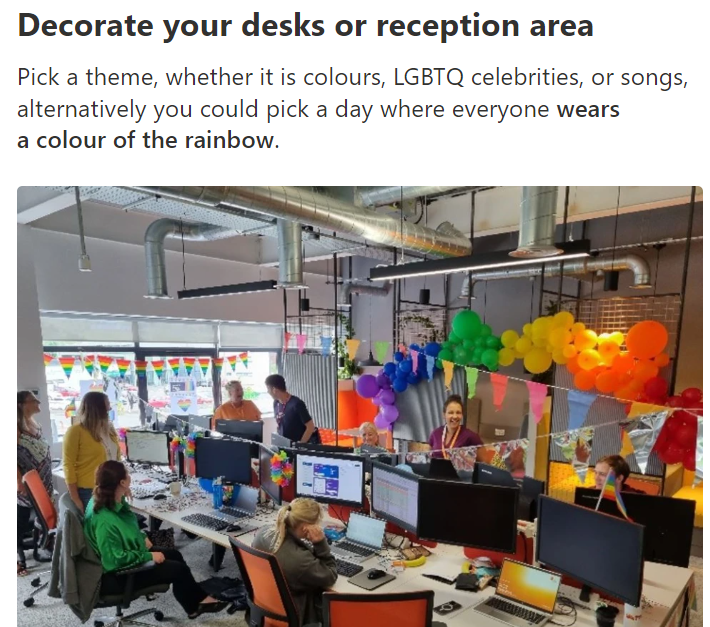 Decorate your desks or reception area
Pick a theme, whether it is colours, LGBTQ celebrities, or songs,
alternatively you could pick a day where everyone wears
a colour of the rainbow.